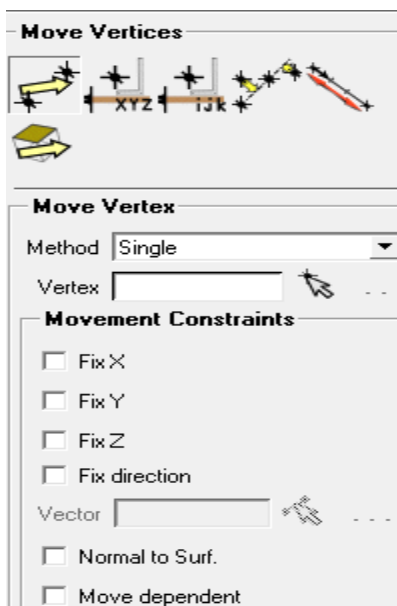 Move Vertices
XYZ ijk
Move Vertex
Method Single
Vertex
Movement Constraints
Fix X
Fix Y
Fix Z
Fix direction
Vector
Normal to Surf.
Move dependent